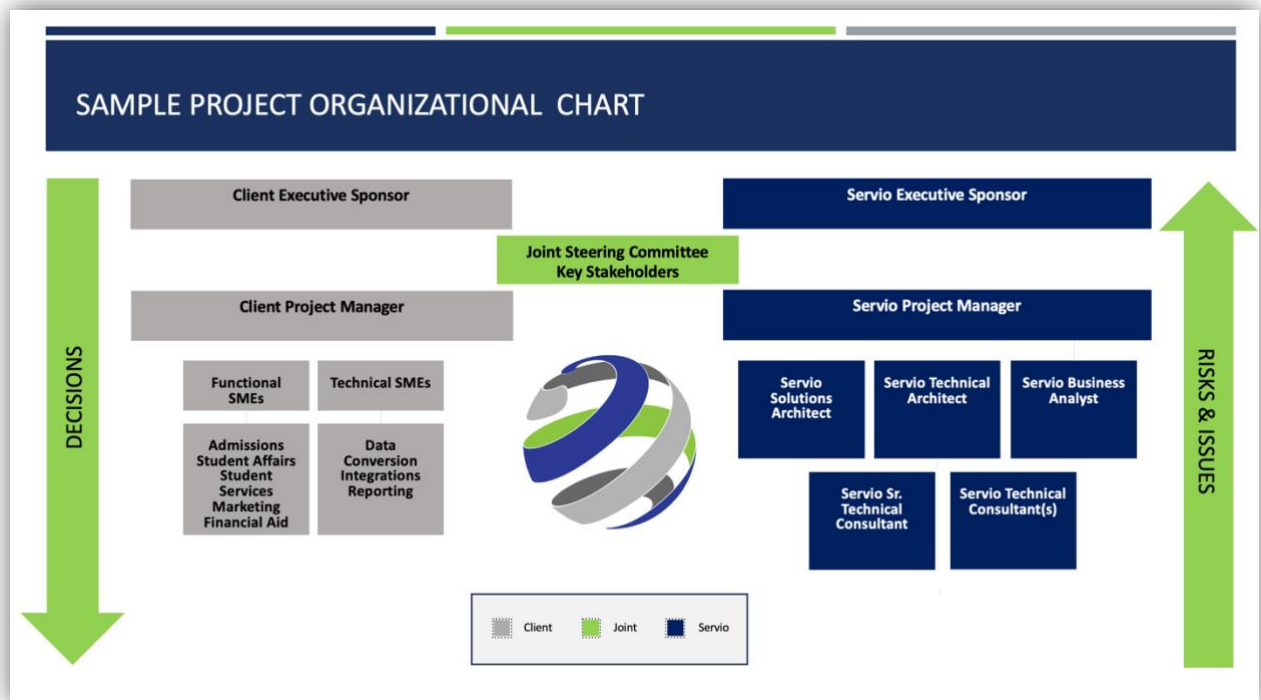 SAMPLE PROJECT ORGANIZATIONAL CHART
Client Executive Sponsor
Servio Executive Sponsor
Joint Steering Committee
Key Stakeholders
Client Project Manager
Servio Project Manager
DECISIONS
Functional
SMEs
Technical SMEs
Admissions
Student Affairs
Student
Services
Marketing
Financial Aid
Data
Conversion
Integrations
Reporting
Servio
Solutions
Architect
Servio Technical
Architect
Servio Business
Analyst
Servio Sr.
Technical
Consultant
Servio Technical
Consultant(s)
RISKS & ISSUES
Client
Joint
Servio